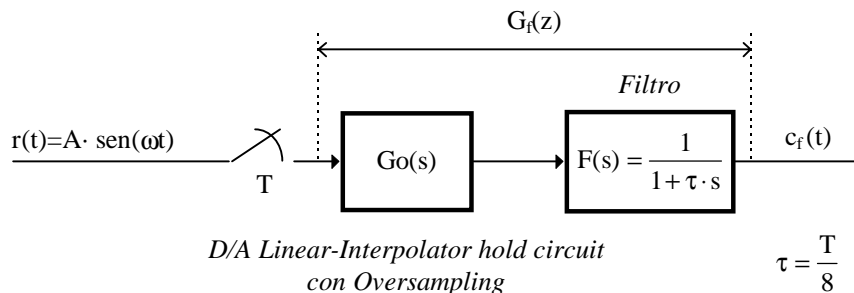 G_f(z)
Filtro
r(t)=A· sen(ωt)
T
Go(s)
F(s) = 1 / (1 + τ · s)
c_f(t)
D/A Linear-Interpolator hold circuit
con Oversampling
τ = T / 8